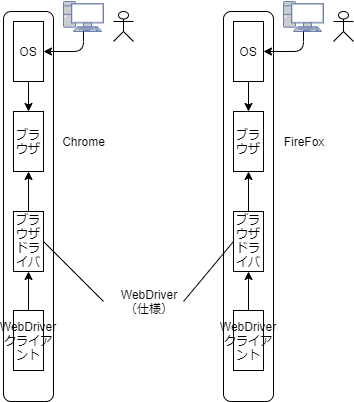 OS
ブラ
ウザ
Chrome
ブラ
ウザ
ドラ
イバ
WebDriver
クライア
ント
WebDriver
（仕様）
OS
ブラ
ウザ
FireFox
ブラ
ウザ
ドラ
イバ
WebDriver
クライア
ント